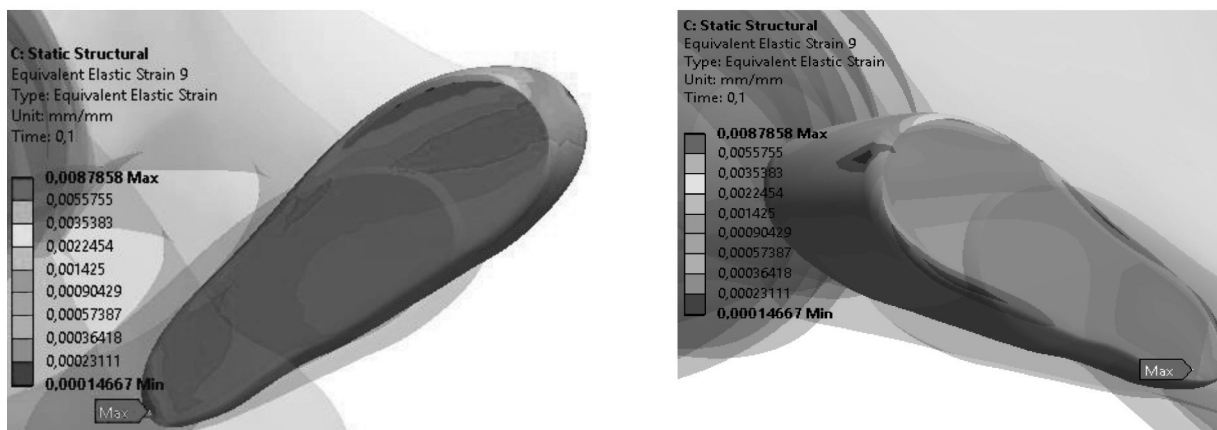 C: Static Structural
Equivalent Elastic Strain 9
Type: Equivalent Elastic Strain
Unit: mm/mm
Time: 0,1
0,0087858 Max
0,0055755
0,0035383
0,0022454
0,001425
0,00090429
0,00057387
0,00036418
0,00023111
0,00014667 Min
Max
C: Static Structural
Equivalent Elastic Strain 9
Type: Equivalent Elastic Strain
Unit: mm/mm
Time: 0,1
0,0087858 Max
0,0055755
0,0035383
0,0022454
0,001425
0,00090429
0,00057387
0,00036418
0,00023111
0,00014667 Min
Max